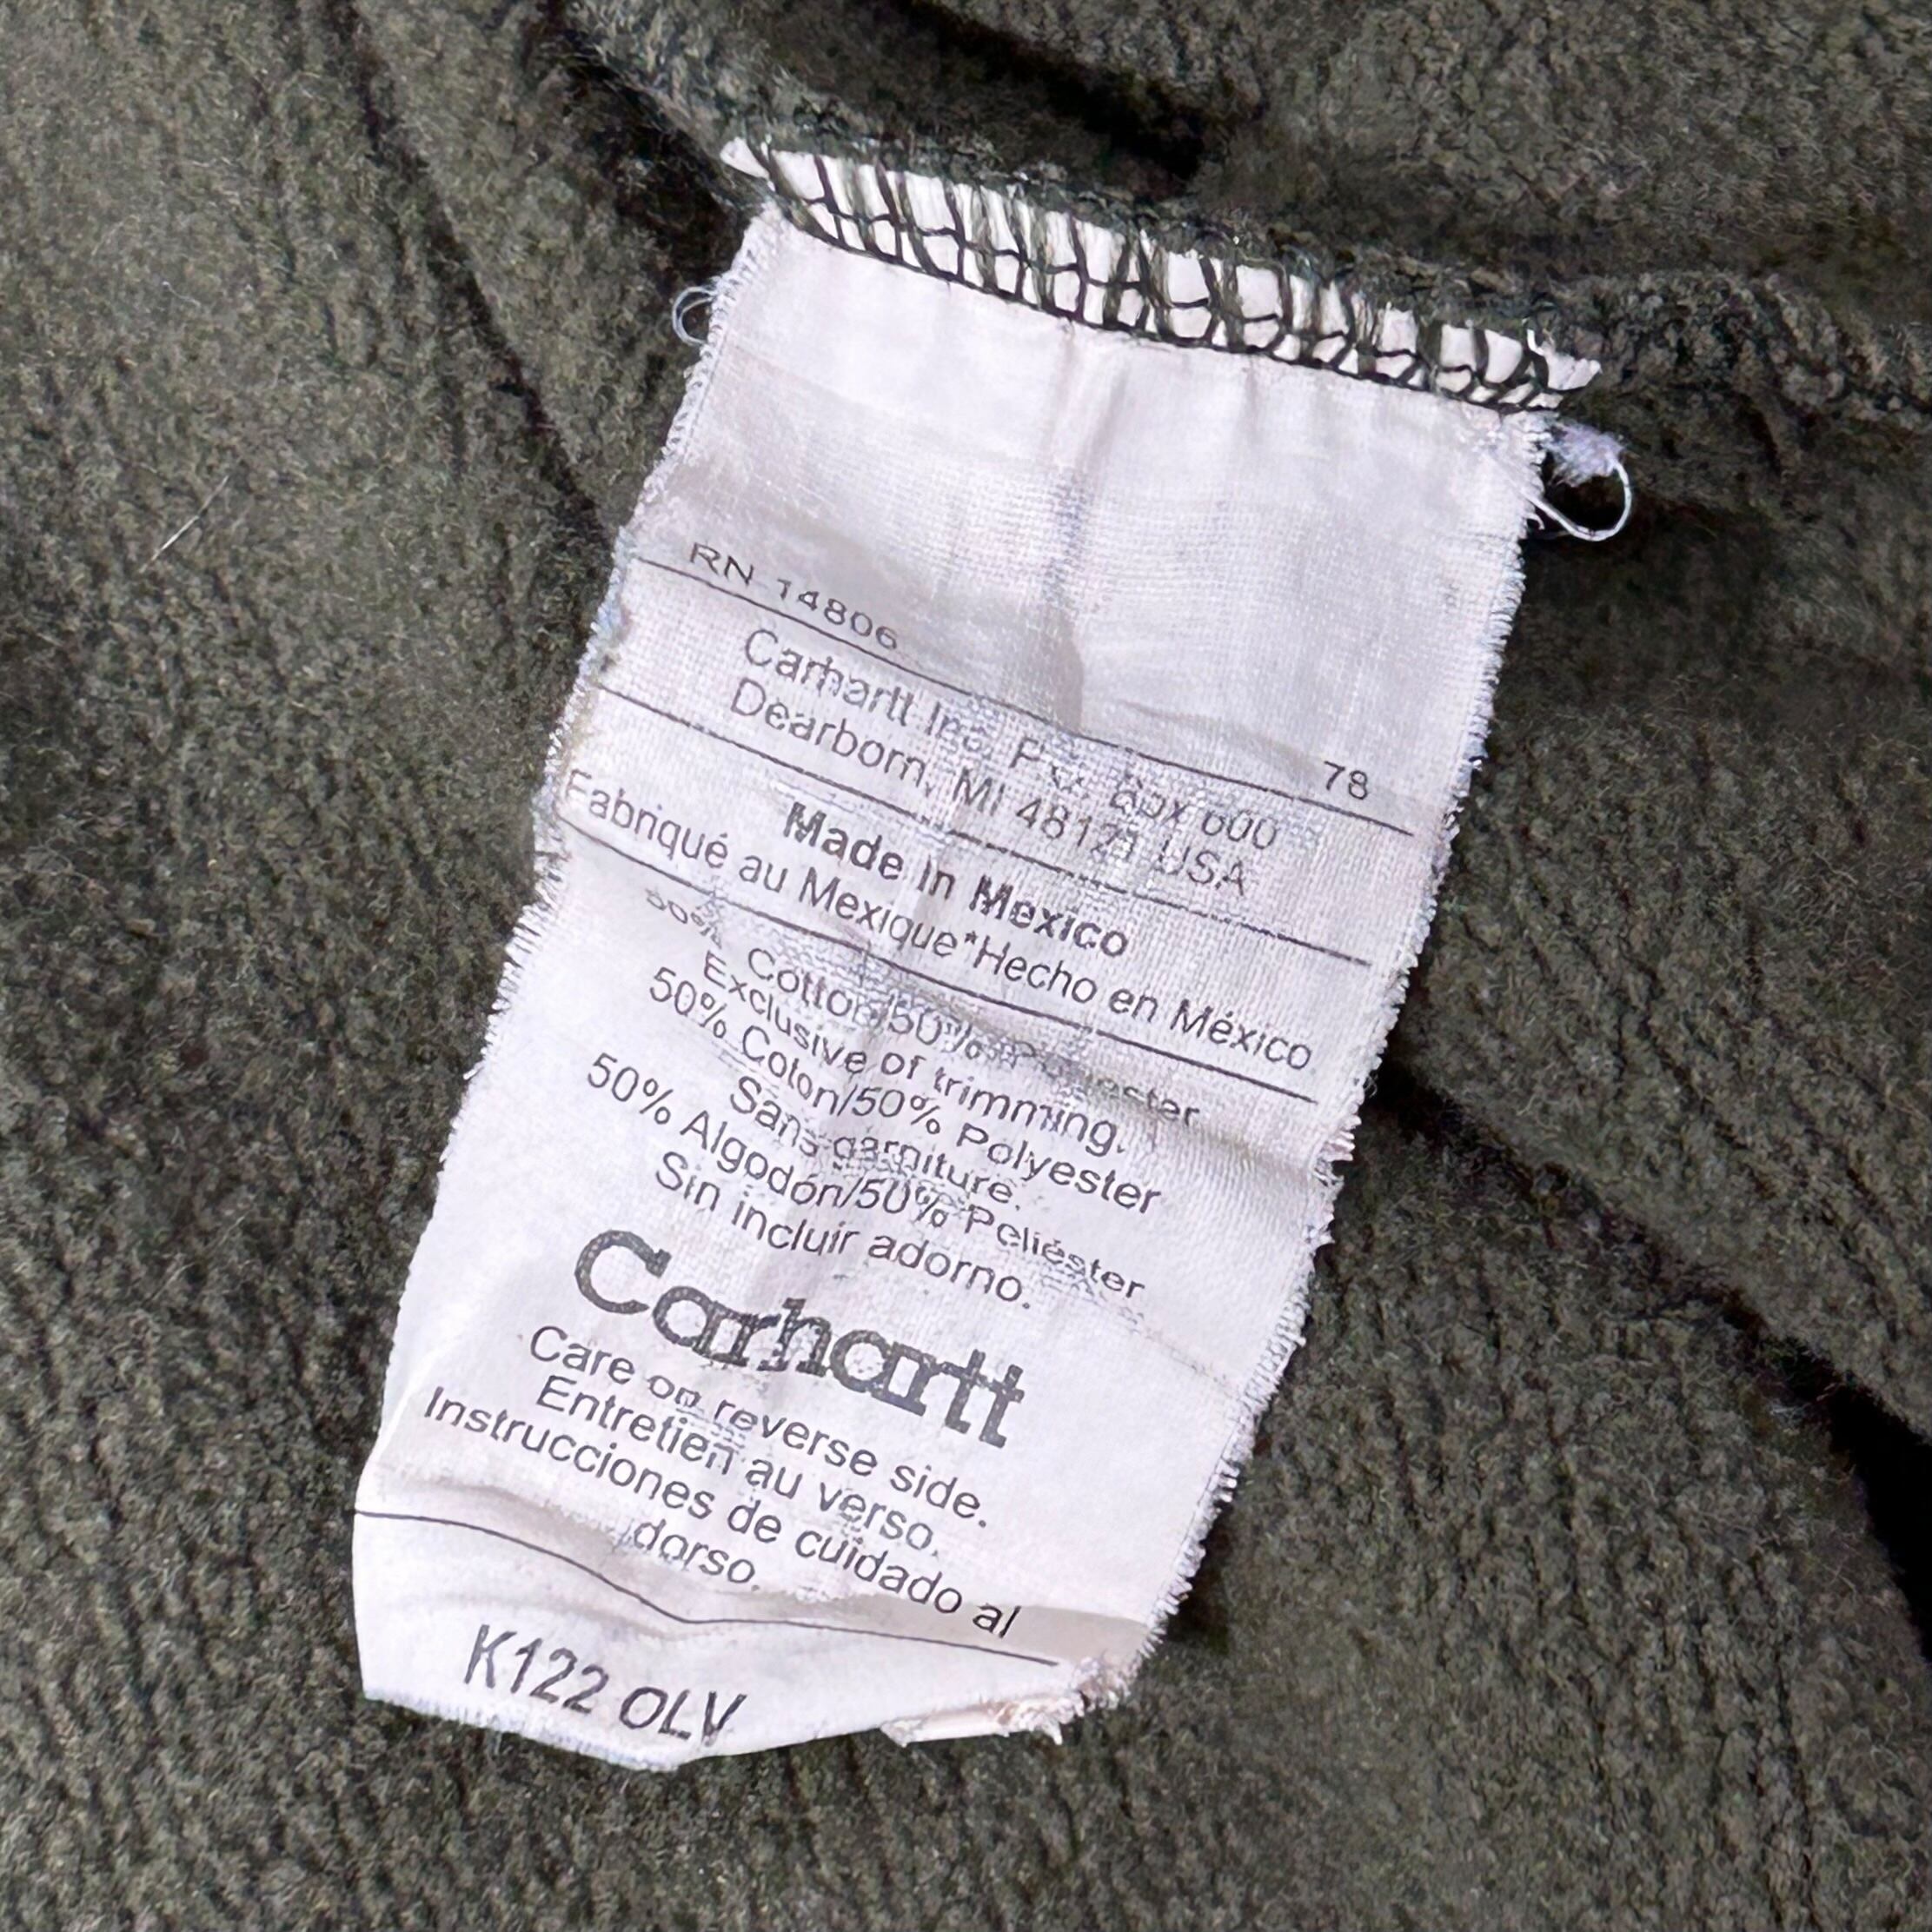 RN 14806 78
Carhartt Inc. P.O. Box 600
Dearborn, MI 48121 USA
Made in Mexico
Fabriqué au Mexique*Hecho en México
50% Cotton/50% Polyester
Exclusive of trimming.
50% Coton/50% Polyester
Sans garniture.
50% Algodón/50% Poliéster
Sin incluir adorno.
Carhartt
Care on reverse side.
Entretien au verso.
Instrucciones de cuidado al
dorso.
K122 OLV